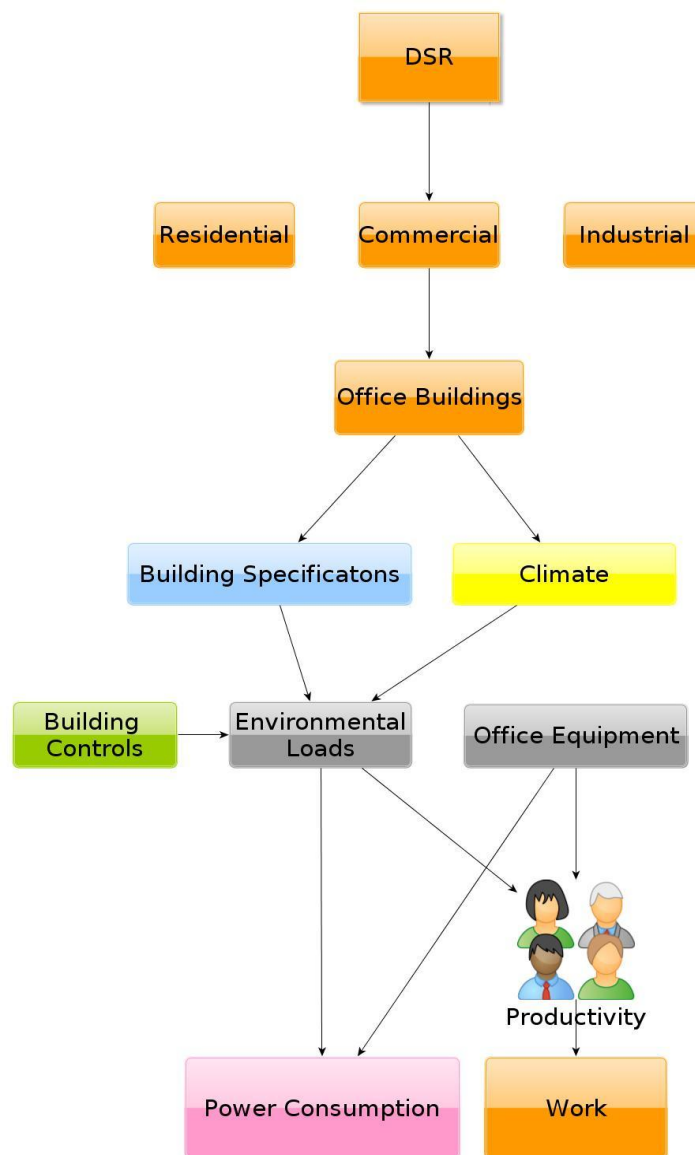 DSR
Residential
Commercial
Industrial
Office Buildings
Building Specificatons
Climate
Building
Controls
Environmental
Loads
Office Equipment
Productivity
Power Consumption
Work